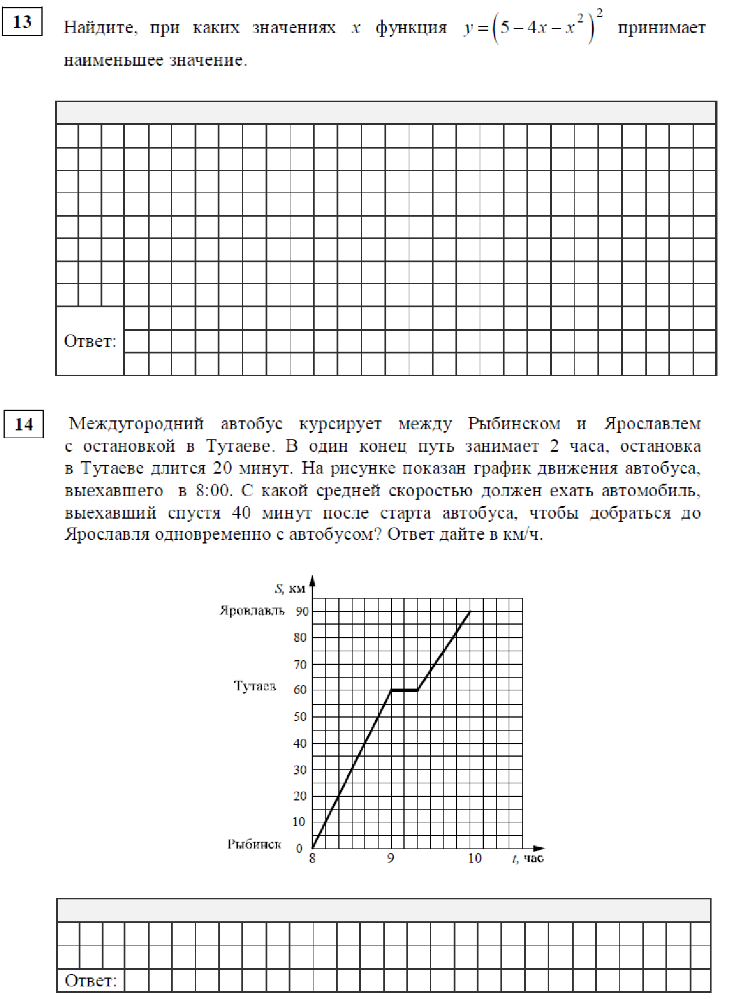 13
Найдите, при каких значениях x функция y = (5 – 4x – x²)² принимает
наименьшее значение.
Ответ:
14
Междугородний автобус курсирует между Рыбинском и Ярославлем
с остановкой в Тутаеве. В один конец путь занимает 2 часа, остановка
в Тутаеве длится 20 минут. На рисунке показан график движения автобуса,
выехавшего в 8:00. С какой средней скоростью должен ехать автомобиль,
выехавший спустя 40 минут после старта автобуса, чтобы добраться до
Ярославля одновременно с автобусом? Ответ дайте в км/ч.
S, км
Яровлавль 90
80
70
Тутаев 60
50
40
30
20
10
Рыбинск 0
8 9 10 t, час
Ответ: